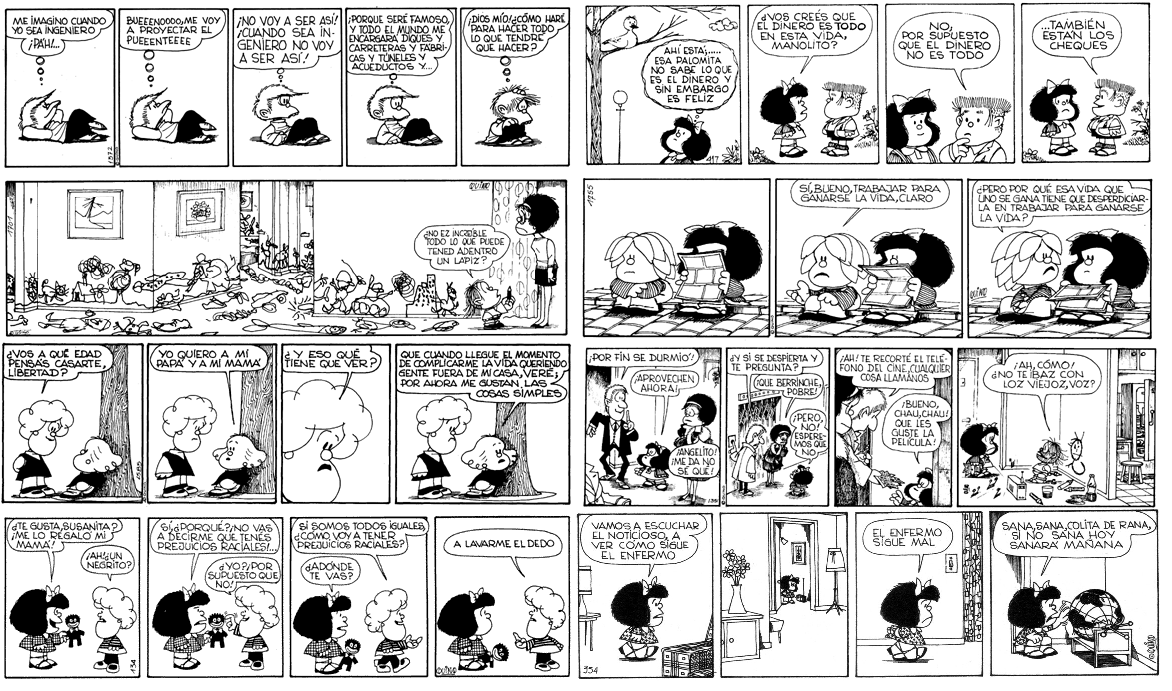 ME IMAGINO CUANDO
YO SEA INGENIERO
¡PAH!...
BUEEENOOOO, ME VOY
A PROYECTAR EL
PUEEENTEEEE
¡NO VOY A SER ASÍ!
¡CUANDO SEA IN-
GENIERO NO VOY
A SER ASÍ!
¡PORQUE SERÉ FAMOSO,
Y TODO EL MUNDO ME
ENCARGARÁ DIQUES Y
CARRETERAS Y FÁBRI-
CAS Y TÚNELES Y
ACUEDUCTOS Y...
¡DIOS MÍO! ¿CÓMO HARÉ
PARA HACER TODO
LO QUE TENDRÉ
QUE HACER?
1572
AHÍ ESTÁ;.....
ESA PALOMITA
NO SABE LO QUE
ES EL DINERO Y
SIN EMBARGO
ES FELIZ
417
¿VOS CREÉS QUE
EL DINERO ES TODO
EN ESTA VIDA,
MANOLITO?
NO,
POR SUPUESTO
QUE EL DINERO
NO ES TODO
...TAMBIÉN
ESTÁN LOS
CHEQUES
1701
QUINO
¿NO EZ INCREÍBLE
TODO LO QUE PUEDE
TENED ADENTRO
UN LÁPIZ?
1255
SÍ, BUENO, TRABAJAR PARA
GANARSE LA VIDA, CLARO
¿PERO POR QUÉ ESA VIDA QUE
UNO SE GANA TIENE QUE DESPERDICIAR-
LA EN TRABAJAR PARA GANARSE
LA VIDA?
QUINO
¿VOS A QUÉ EDAD
PENSÁS CASARTE,
LIBERTAD?
YO QUIERO A MI
PAPÁ Y A MI MAMÁ
¿Y ESO QUÉ
TIENE QUE VER?
QUE CUANDO LLEGUE EL MOMENTO
DE COMPLICARME LA VIDA QUERIENDO
GENTE FUERA DE MI CASA, VERÉ;
POR AHORA ME GUSTAN LAS
COSAS SIMPLES
¡POR FIN SE DURMIÓ!
¡APROVECHEN
AHORA!
¡ANGELITO!
¡ME DA NO
SÉ QUÉ!
¿Y SI SE DESPIERTA Y
TE PREGUNTA?
¡QUE BERRINCHE,
POBRE!
¡PERO,
NO!
ESPERE-
MOS QUE
NO
¡AH! TE RECORTÉ EL TELÉ-
FONO DEL CINE, CUALQUIER
COSA LLAMÁNOS
¡BUENO,
CHAU, CHAU!
QUE LES
GUSTE LA
PELÍCULA!
¡AH, CÓMO!
¿NO TE IBAZ CON
LOZ VIEJOZ, VOZ?
¿TE GUSTA, SUSANITA?
¡ME LO REGALÓ MI
MAMÁ!
¡AH! ¿UN
NEGRITO?
134
SÍ, ¿PORQUÉ? ¡NO VAS
A DECIRME QUE TENÉS
PREJUICIOS RACIALES!...
¿YO? ¡POR
SUPUESTO QUE
NO!
SÍ SOMOS TODOS IGUALES,
¿CÓMO VOY A TENER
PREJUICIOS RACIALES?
¿ADÓNDE
TE VAS?
A LAVARME EL DEDO
QUINO
VAMOS A ESCUCHAR
EL NOTICIOSO, A
VER CÓMO SIGUE
EL ENFERMO
354
EL ENFERMO
SIGUE MAL
SANA, SANA, COLITA DE RANA,
SI NO SANA HOY
SANARÁ MAÑANA
QUINO